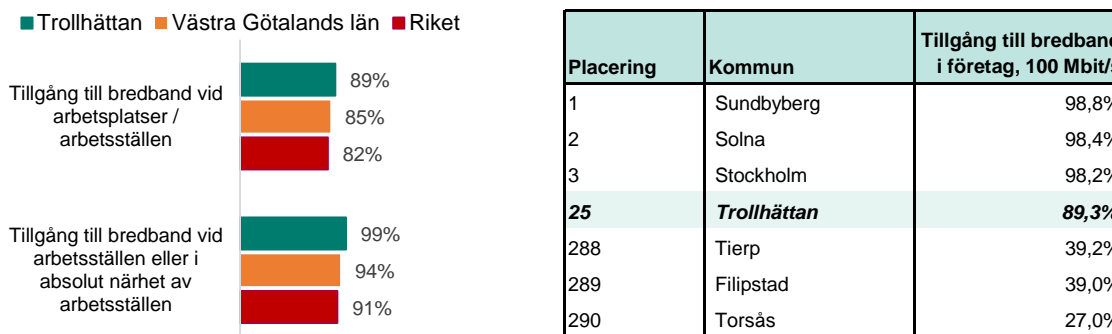 Trollhättan Västra Götalands län Riket
Tillgång till bredband vid
arbetsplatser /
arbetsställen
89%
85%
82%
Tillgång till bredband vid
arbetsställen eller i
absolut närhet av
arbetsställen
99%
94%
91%
Placering Kommun Tillgång till bredband
i företag, 100 Mbit/s
1 Sundbyberg 98,8%
2 Solna 98,4%
3 Stockholm 98,2%
25 Trollhättan 89,3%
288 Tierp 39,2%
289 Filipstad 39,0%
290 Torsås 27,0%